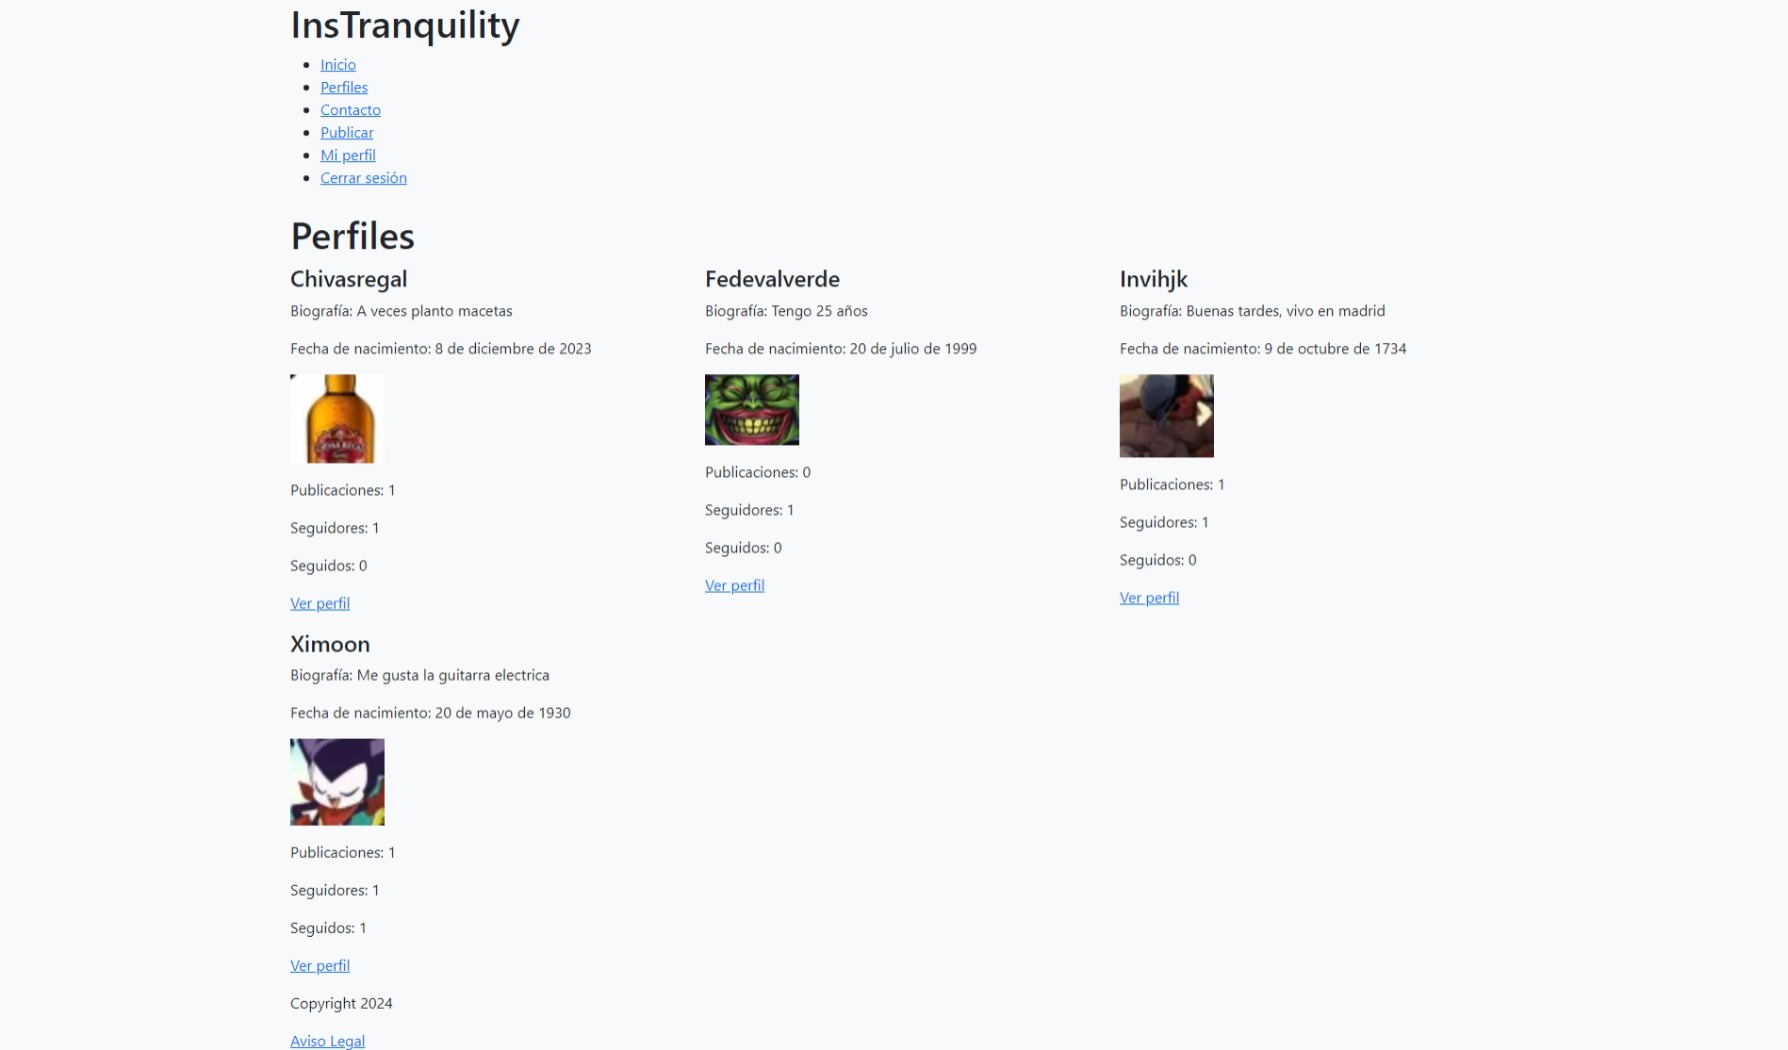 InsTranquility
Inicio
Perfiles
Contacto
Publicar
Mi perfil
Cerrar sesión
Perfiles
Chivasregal
Biografía: A veces planto macetas
Fecha de nacimiento: 8 de diciembre de 2023
CHIVAS REGAL
Publicaciones: 1
Seguidores: 1
Seguidos: 0
Ver perfil
Fedevalverde
Biografía: Tengo 25 años
Fecha de nacimiento: 20 de julio de 1999
Publicaciones: 0
Seguidores: 1
Seguidos: 0
Ver perfil
Invihjk
Biografía: Buenas tardes, vivo en madrid
Fecha de nacimiento: 9 de octubre de 1734
Publicaciones: 1
Seguidores: 1
Seguidos: 0
Ver perfil
Ximoon
Biografía: Me gusta la guitarra electrica
Fecha de nacimiento: 20 de mayo de 1930
Publicaciones: 1
Seguidores: 1
Seguidos: 1
Ver perfil
Copyright 2024
Aviso Legal